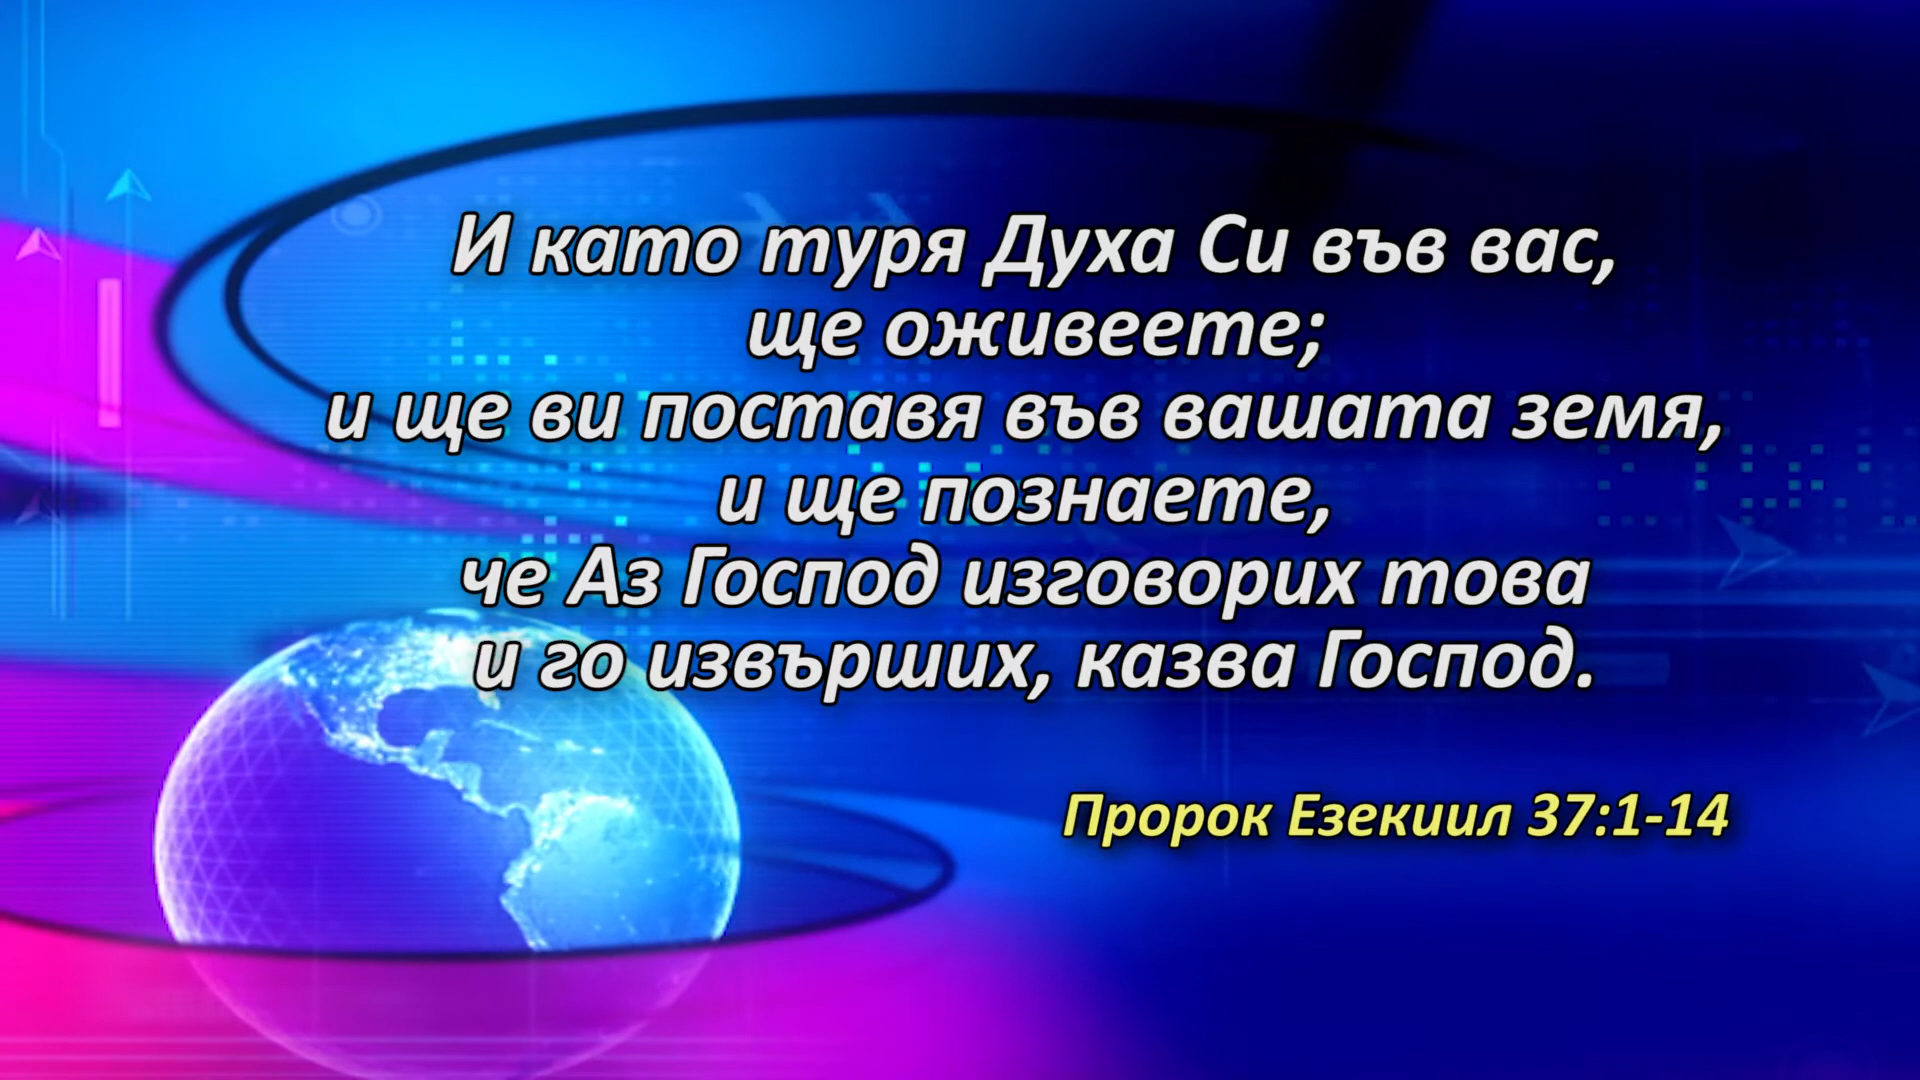 И като туря Духа Си във вас,
ще оживеете;
и ще ви поставя във вашата земя,
и ще познаете,
че Аз Господ изговорих това
и го извърших, казва Господ.
Пророк Езекиил 37:1-14